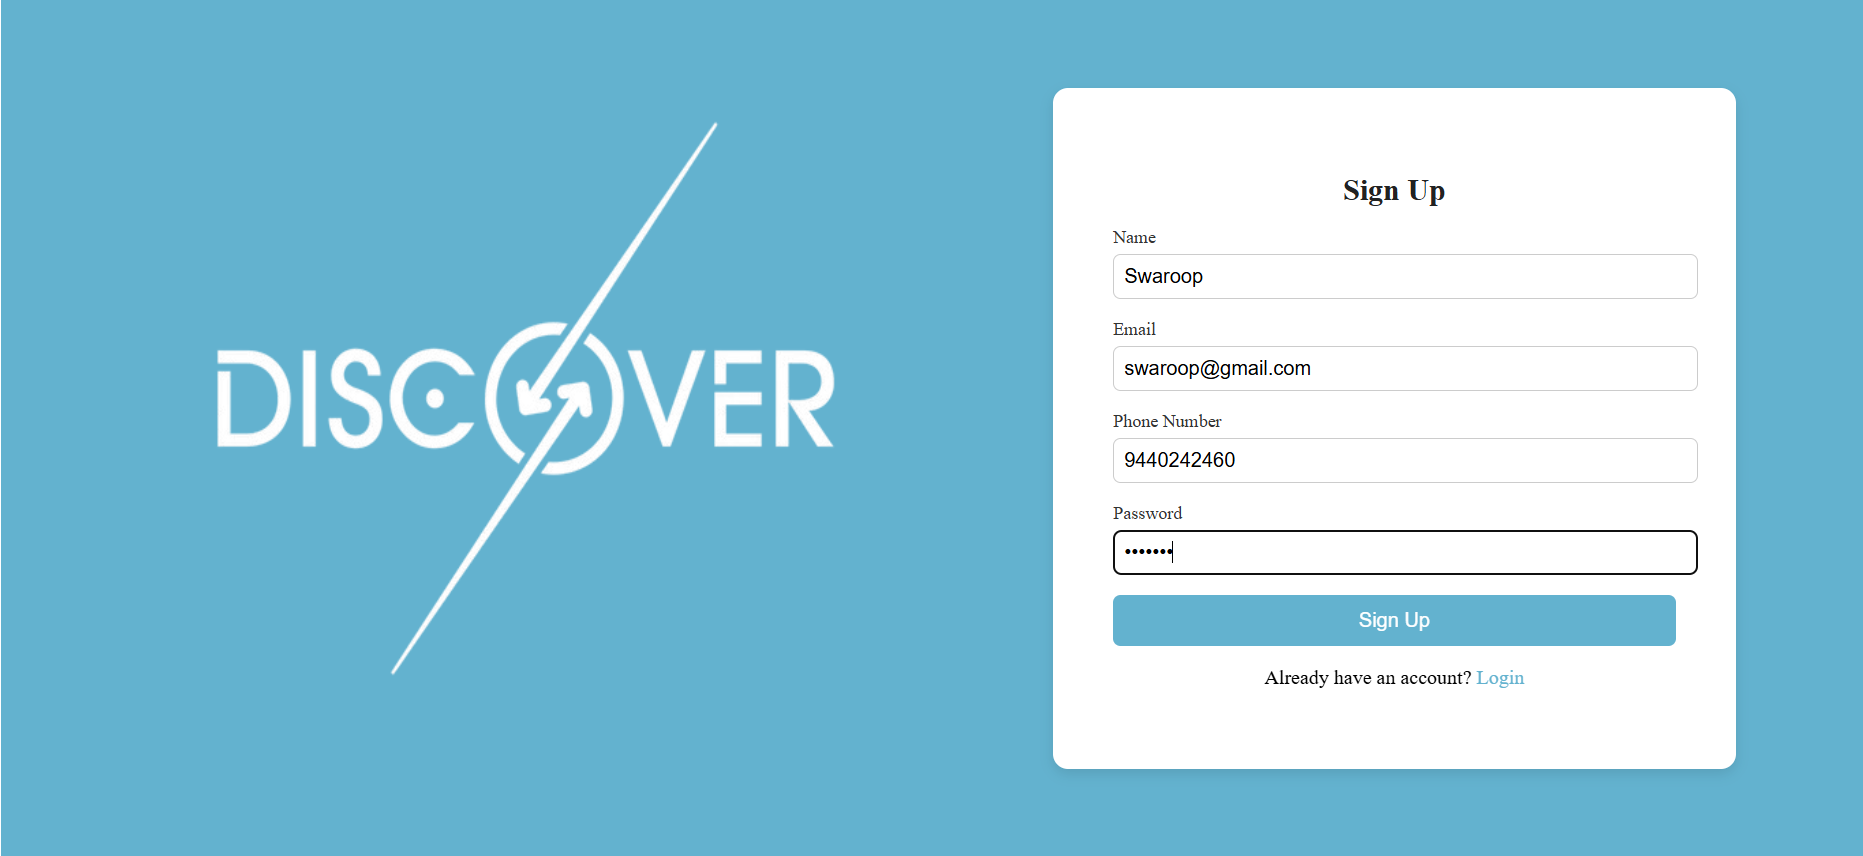 DISCOVER
Sign Up
Name
Swaroop
Email
swaroop@gmail.com
Phone Number
9440242460
Password
•••••••
Sign Up
Already have an account? Login